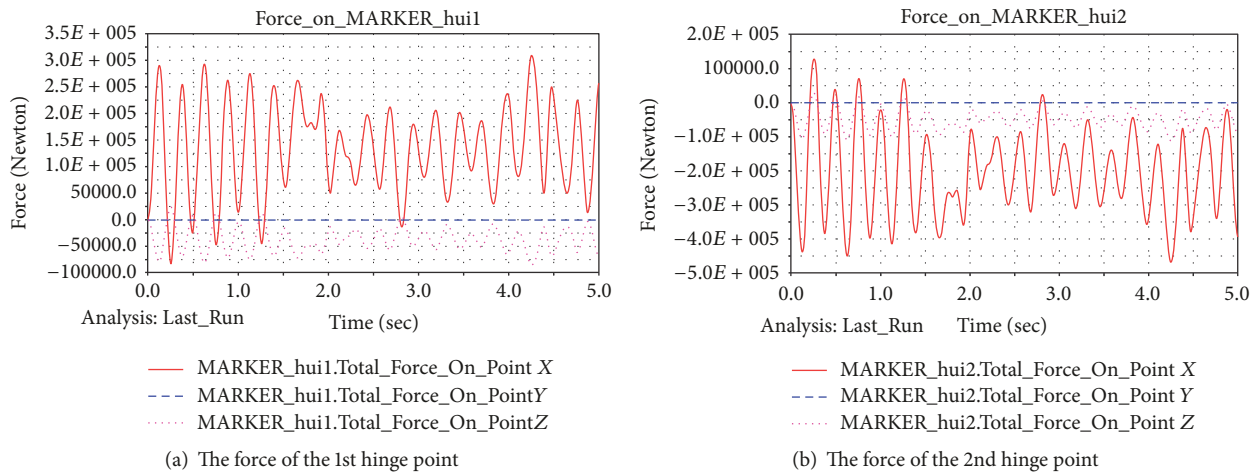 Force_on_MARKER_hui1
3.5E + 005
3.0E + 005
2.5E + 005
2.0E + 005
1.5E + 005
1.0E + 005
50000.0
0.0
−50000.0
−100000.0
Force (Newton)
0.0 1.0 2.0 3.0 4.0 5.0
Analysis: Last_Run Time (sec)
MARKER_hui1.Total_Force_On_Point X
MARKER_hui1.Total_Force_On_PointY
MARKER_hui1.Total_Force_On_PointZ
(a) The force of the 1st hinge point
Force_on_MARKER_hui2
2.0E + 005
100000.0
0.0
−1.0E + 005
−2.0E + 005
−3.0E + 005
−4.0E + 005
−5.0E + 005
Force (Newton)
0.0 1.0 2.0 3.0 4.0 5.0
Analysis: Last_Run Time (sec)
MARKER_hui2.Total_Force_On_Point X
MARKER_hui2.Total_Force_On_Point Y
MARKER_hui2.Total_Force_On_Point Z
(b) The force of the 2nd hinge point